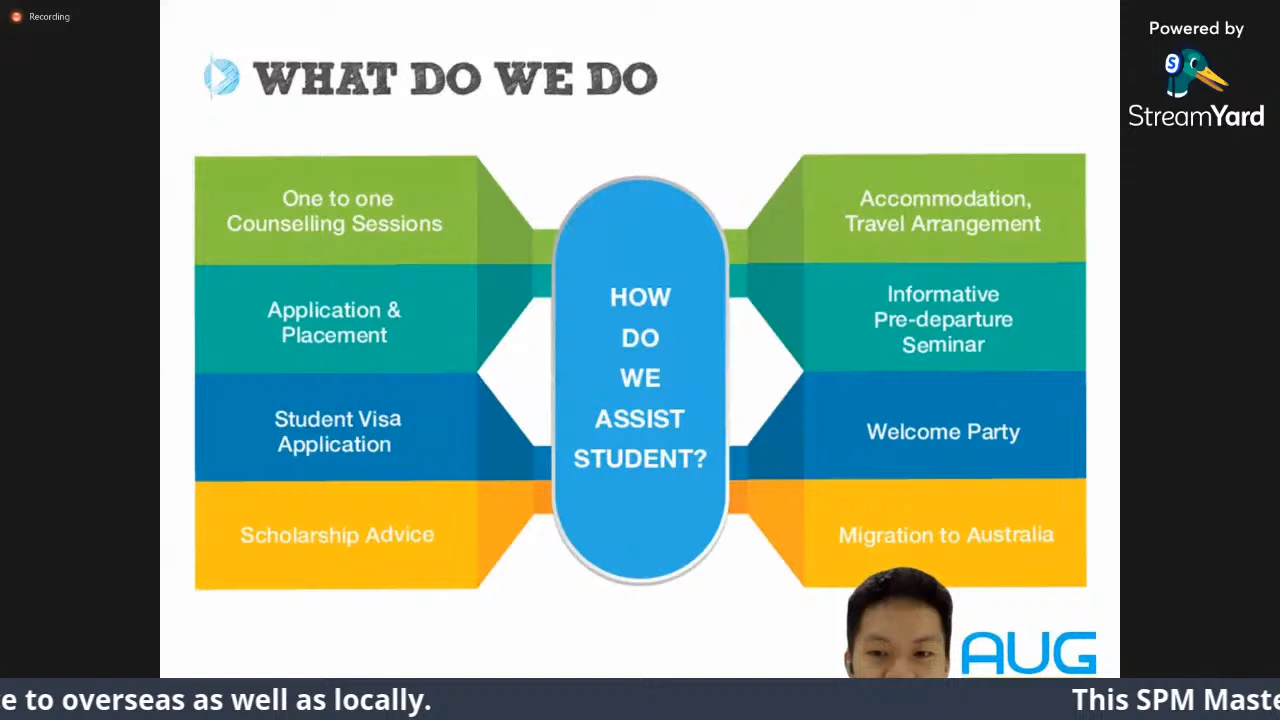 Recording
Powered by
StreamYard
WHAT DO WE DO
One to one
Counselling Sessions
Application &
Placement
Student Visa
Application
Scholarship Advice
HOW
DO
WE
ASSIST
STUDENT?
Accommodation,
Travel Arrangement
Informative
Pre-departure
Seminar
Welcome Party
Migration to Australia
AUG
e to overseas as well as locally.
This SPM Maste